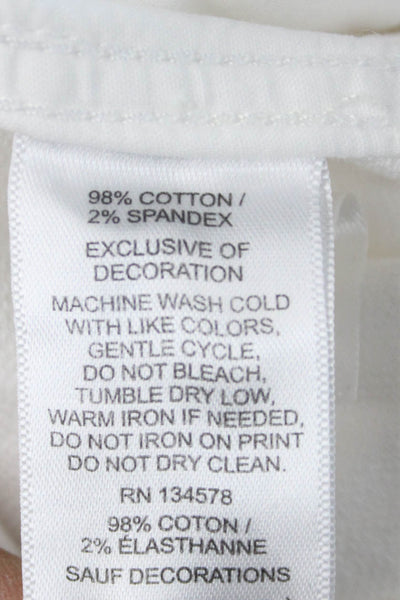 98% COTTON /
2% SPANDEX
EXCLUSIVE OF
DECORATION
MACHINE WASH COLD
WITH LIKE COLORS,
GENTLE CYCLE,
DO NOT BLEACH,
TUMBLE DRY LOW,
WARM IRON IF NEEDED,
DO NOT IRON ON PRINT
DO NOT DRY CLEAN.
RN 134578
98% COTON /
2% ÉLASTHANNE
SAUF DECORATIONS